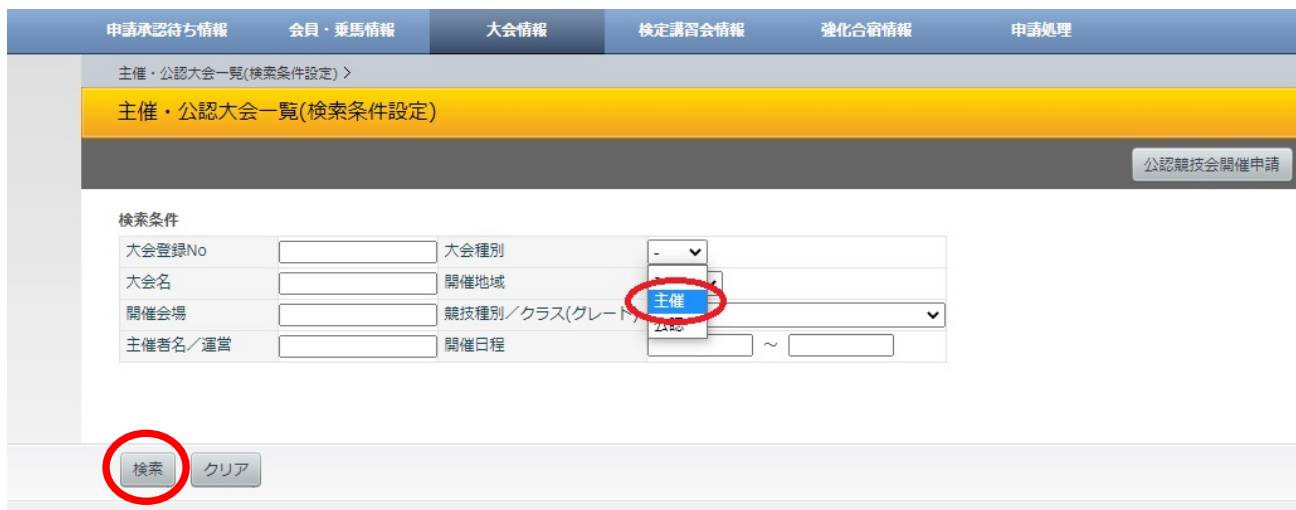 申請承認待ち情報 会員・乗馬情報 大会情報 検定講習会情報 強化合宿情報 申請処理
主催・公認大会一覧(検索条件設定) >
主催・公認大会一覧(検索条件設定)
公認競技会開催申請
検索条件
大会登録No 大会種別 -
大会名 開催地域
主催
開催会場 競技種別／クラス(グレード)
公認
主催者名／運営 開催日程 ～
検索 クリア